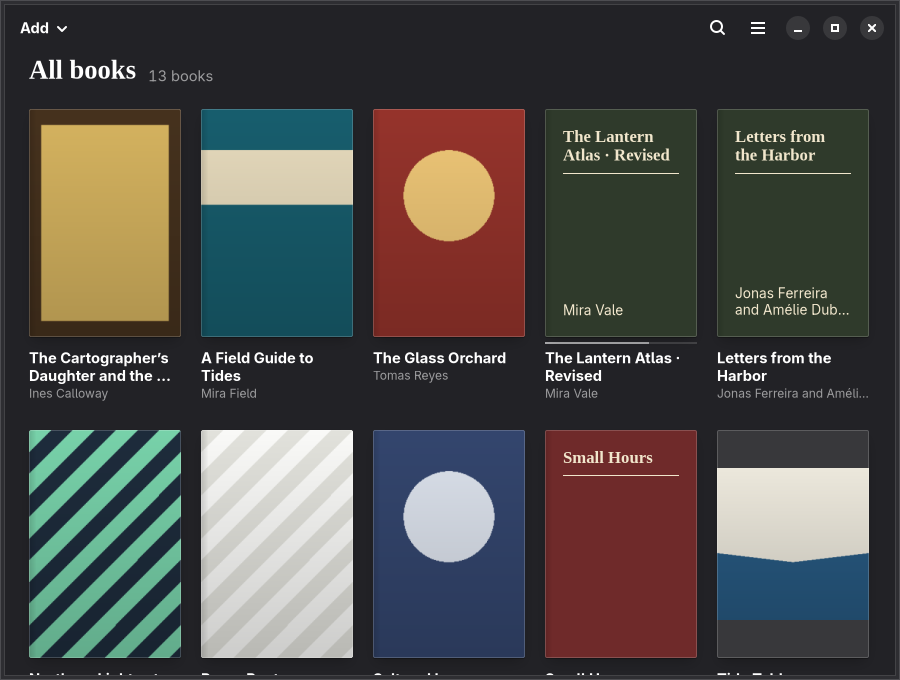 Add
All books 13 books
The Lantern
Atlas · Revised
Mira Vale
Letters from
the Harbor
Jonas Ferreira
and Amélie Dub...
The Cartographer’s
Daughter and the ...
Ines Calloway
A Field Guide to
Tides
Mira Field
The Glass Orchard
Tomas Reyes
The Lantern Atlas ·
Revised
Mira Vale
Letters from the
Harbor
Jonas Ferreira and Améli...
Small Hours